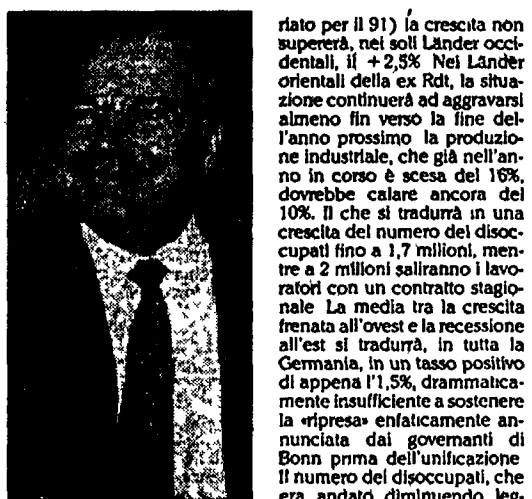 riato per il 91) la crescita non
supererà, nei soli Länder occi-
dentali, il +2,5% Nei Länder
orientali della ex Rdt, la situa-
zione continuerà ad aggravarsi
almeno fin verso la fine del-
l'anno prossimo la produzio-
ne industriale, che già nell'an-
no in corso è scesa del 16%,
dovrebbe calare ancora del
10%. Il che si tradurrà in una
crescita del numero dei disoc-
cupati fino a 1,7 milioni, men-
tre a 2 milioni saliranno i lavo-
ratori con un contratto stagio-
nale La media tra la crescita
frenata all'ovest e la recessione
all'est si tradurrà, in tutta la
Germania, in un tasso positivo
di appena l'1,5%, drammatica-
mente insufficiente a sostenere
la «ripresa» enfaticamente an-
nunciata dai governanti di
Bonn prima dell'unificazione
Il numero dei disoccupati, che
era andato diminuendo len-